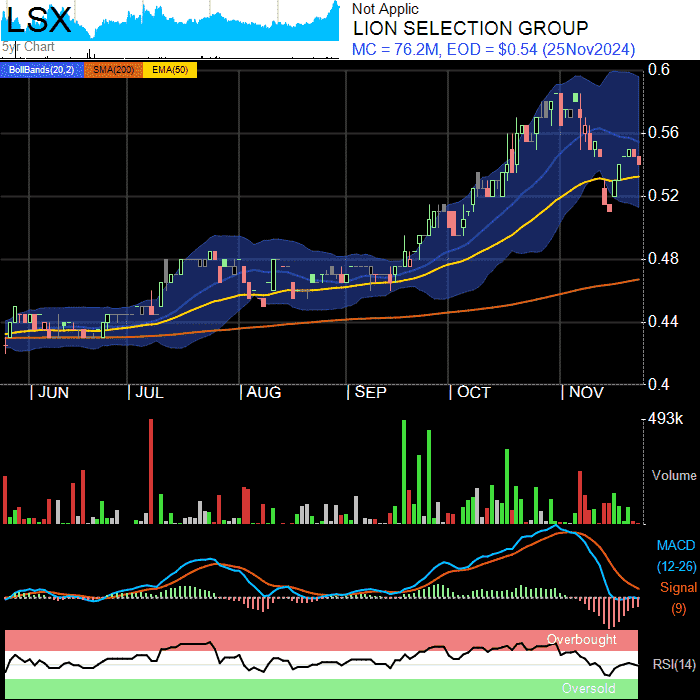 LSX
5yr Chart
Not Applic
LION SELECTION GROUP
MC = 76.2M, EOD = $0.54 (25Nov2024)
BollBands(20,2) SMA(200) EMA(50)
0.6
0.56
0.52
0.48
0.44
0.4
JUN JUL AUG SEP OCT NOV
493k
Volume
MACD
(12-26)
Signal
(9)
Overbought
RSI(14)
Oversold